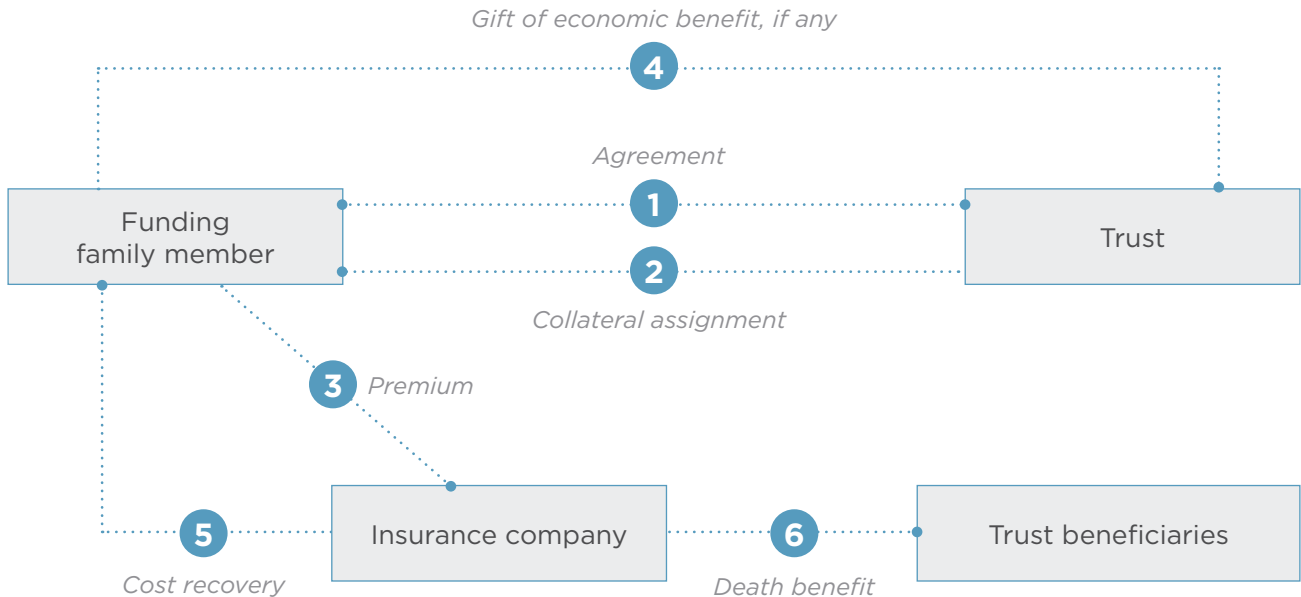 Gift of economic benefit, if any
4
Agreement
1
Funding
family member
Trust
2
Collateral assignment
3
Premium
Insurance company
Trust beneficiaries
5
6
Cost recovery
Death benefit